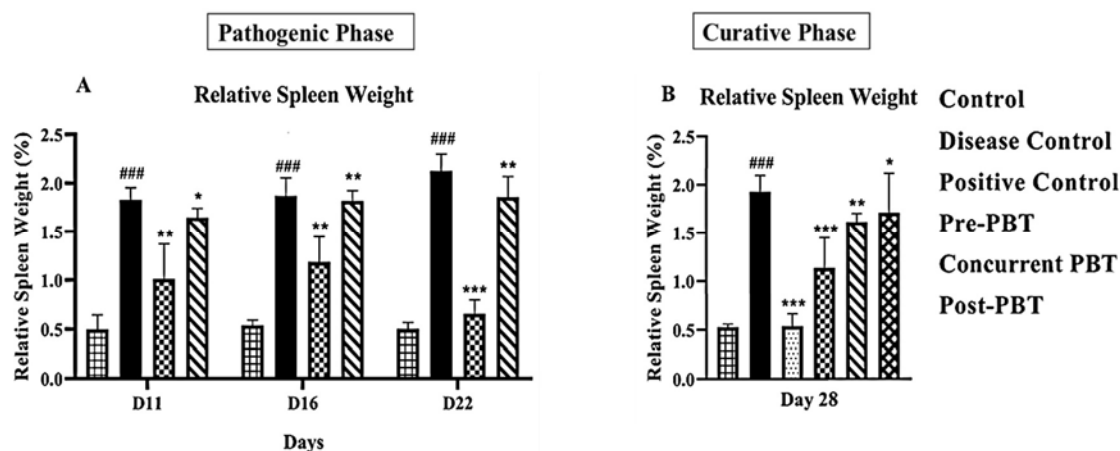 Pathogenic Phase
Curative Phase
A
Relative Spleen Weight
Relative Spleen Weight (%)
2.5
2.0
1.5
1.0
0.5
0.0
###
**
*
###
**
**
###
***
**
D11
D16
D22
Days
B
Relative Spleen Weight
Relative Spleen Weight (%)
2.5
2.0
1.5
1.0
0.5
0.0
###
***
***
**
*
Day 28
Control
Disease Control
Positive Control
Pre-PBT
Concurrent PBT
Post-PBT